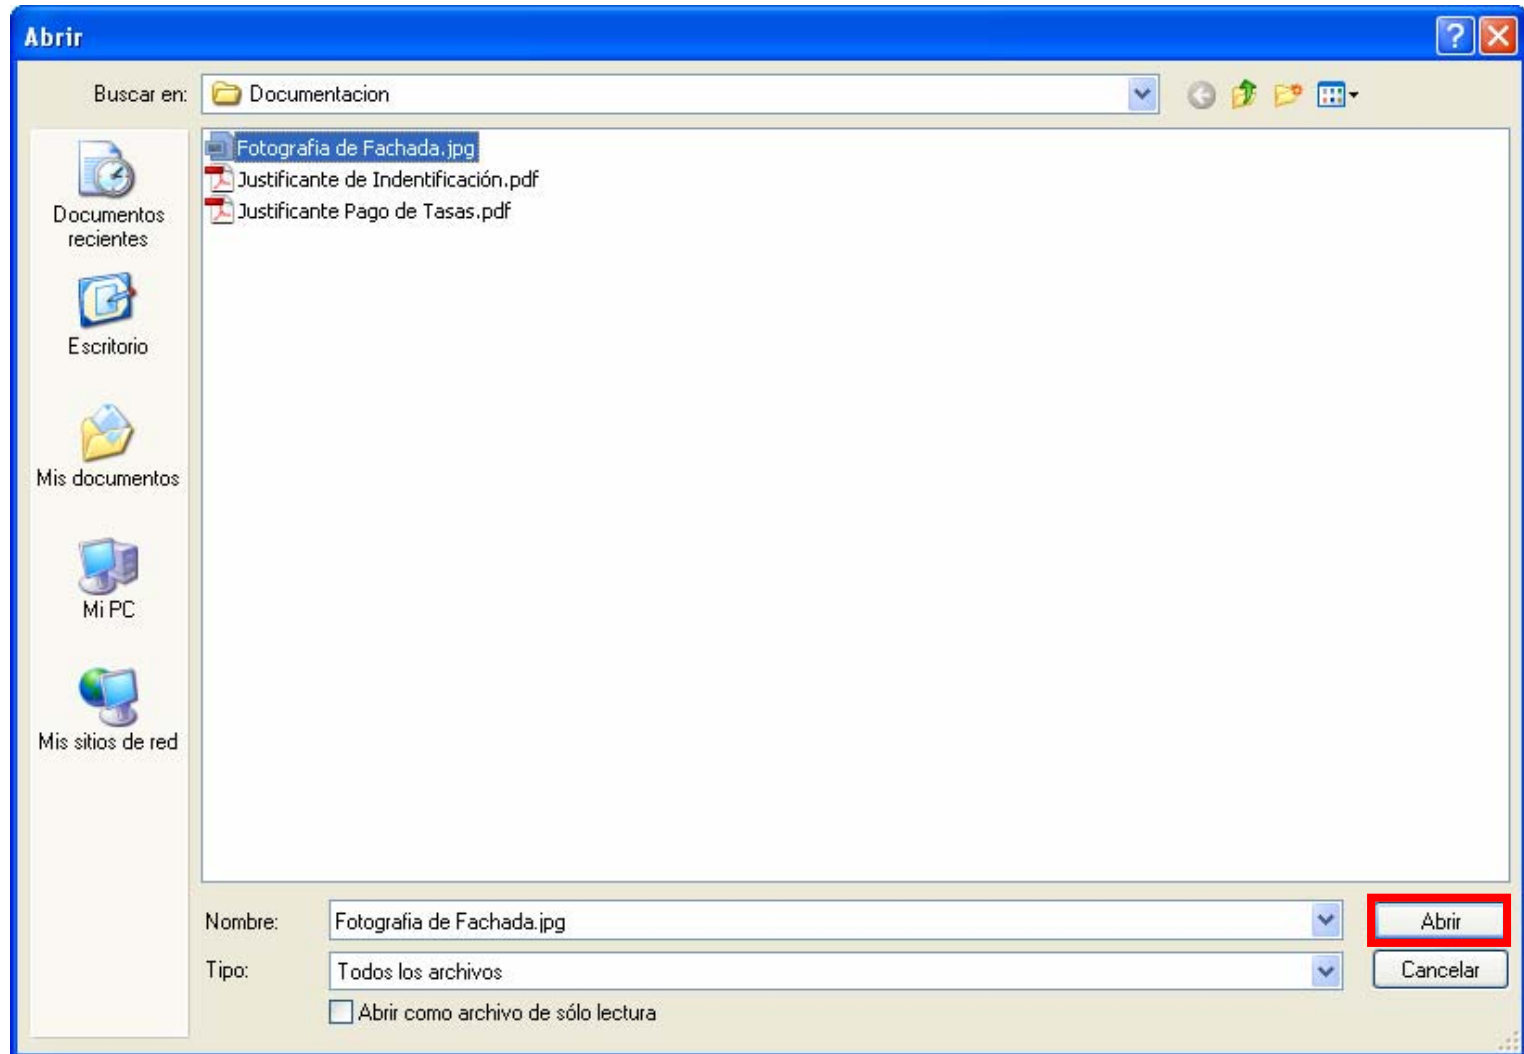 Abrir
Buscar en:
Documentacion
Fotografia de Fachada.jpg
Justificante de Indentificación.pdf
Justificante Pago de Tasas.pdf
Documentos
recientes
Escritorio
Mis documentos
Mi PC
Mis sitios de red
Nombre:
Fotografia de Fachada.jpg
Abrir
Tipo:
Todos los archivos
Cancelar
Abrir como archivo de sólo lectura